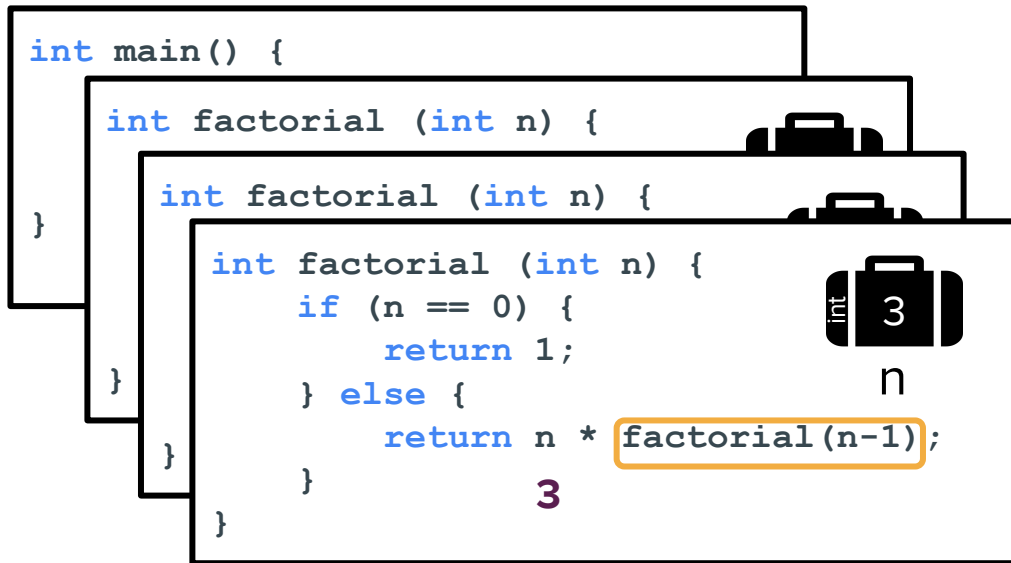 int main() {
int factorial (int n) {
int factorial (int n) {
}
int factorial (int n) {
if (n == 0) {
int
3
return 1;
}
n
} else {
return n * factorial(n-1);
}
}
3
}